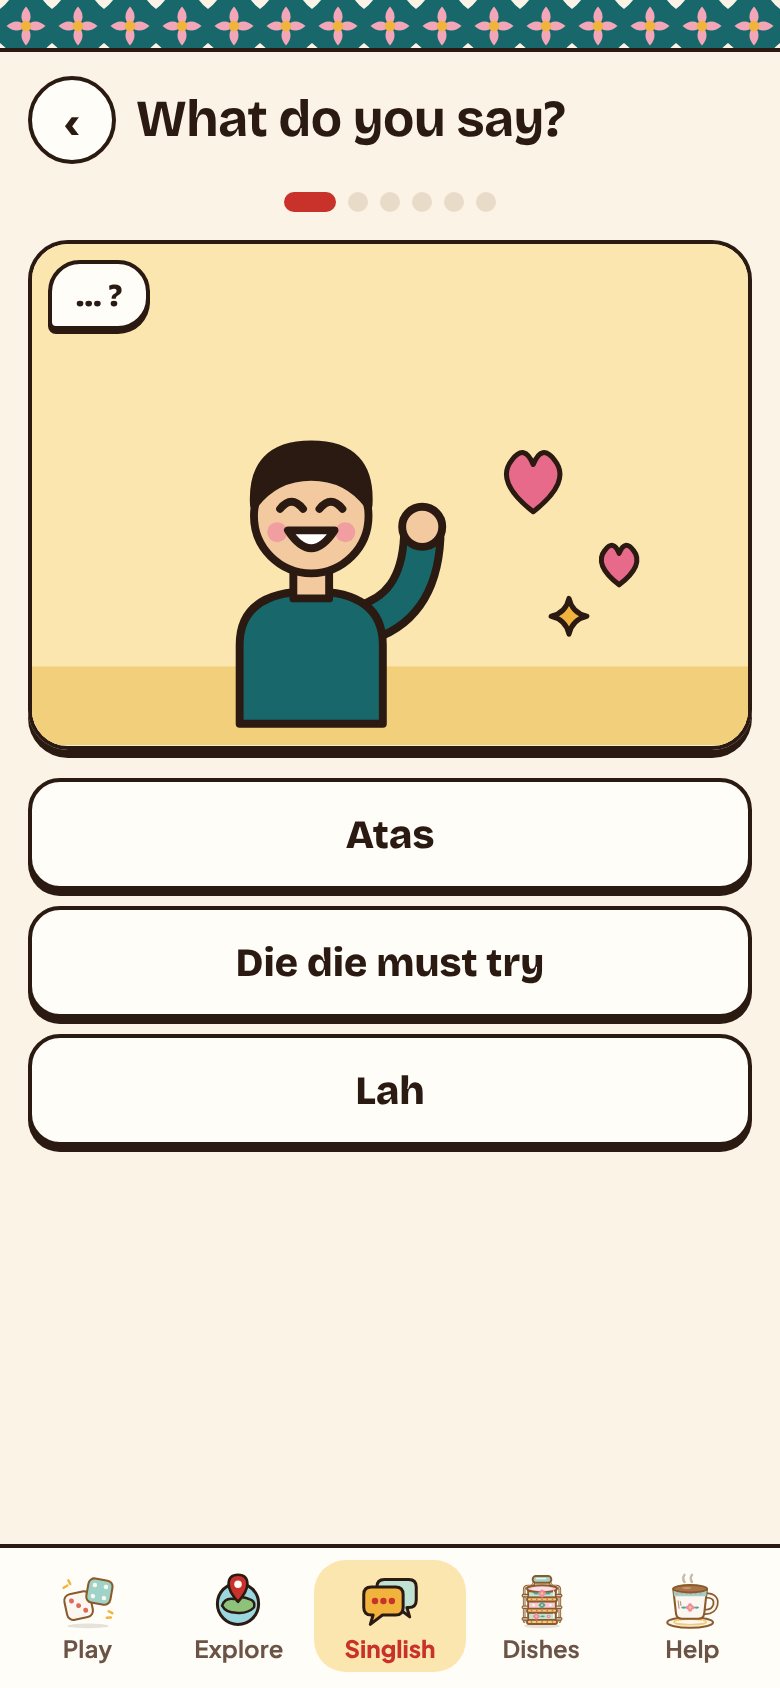 ‹ What do you say?
... ?
Atas
Die die must try
Lah
Play Explore Singlish Dishes Help